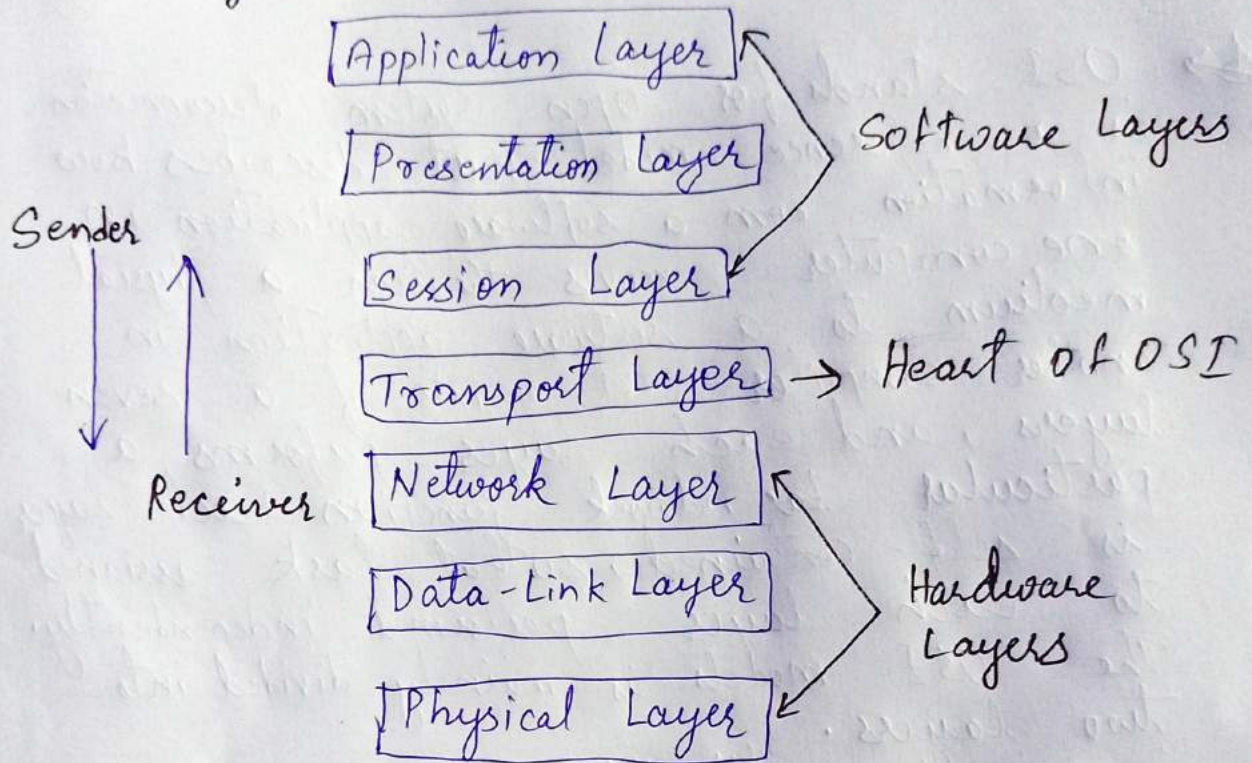 Application Layer
Software Layers
Presentation Layer
Sender
Session Layer
Transport Layer → Heart Of OSI
Network Layer
Receiver
Data-Link Layer
Hardware
Layers
Physical Layer